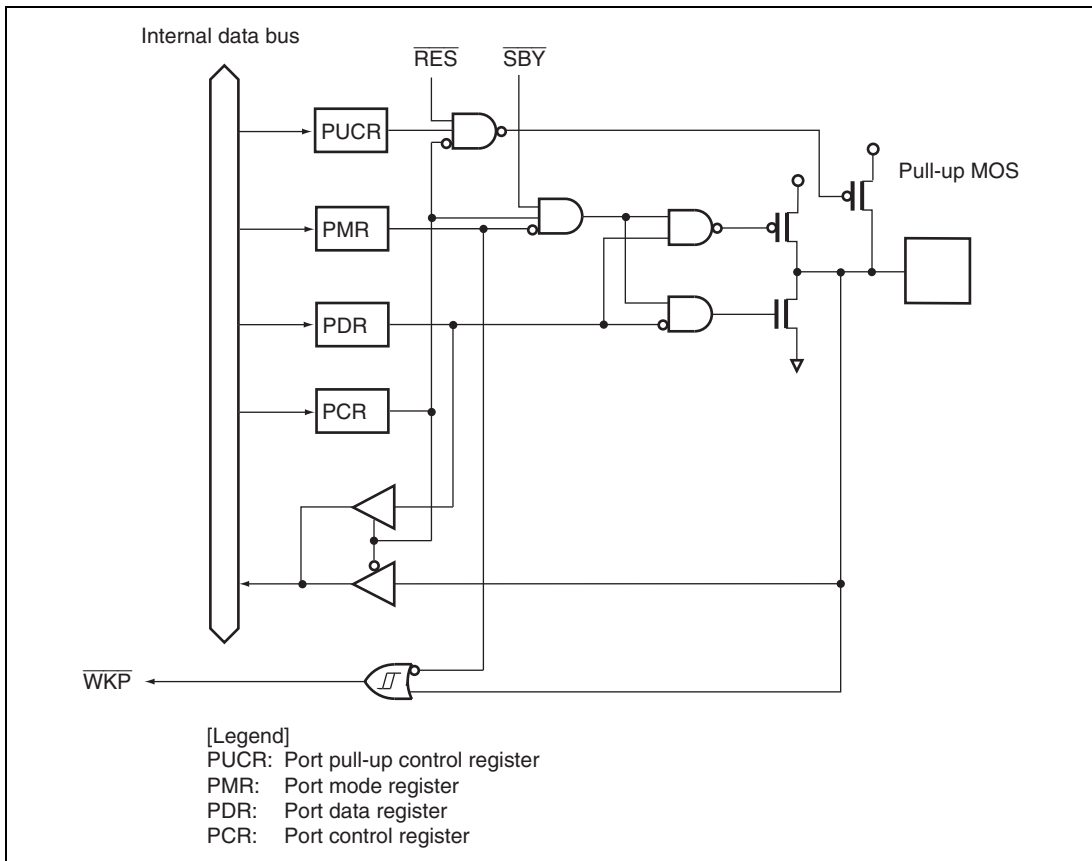 Internal data bus
RES SBY
PUCR
Pull-up MOS
PMR
PDR
PCR
WKP
[Legend]
PUCR: Port pull-up control register
PMR: Port mode register
PDR: Port data register
PCR: Port control register